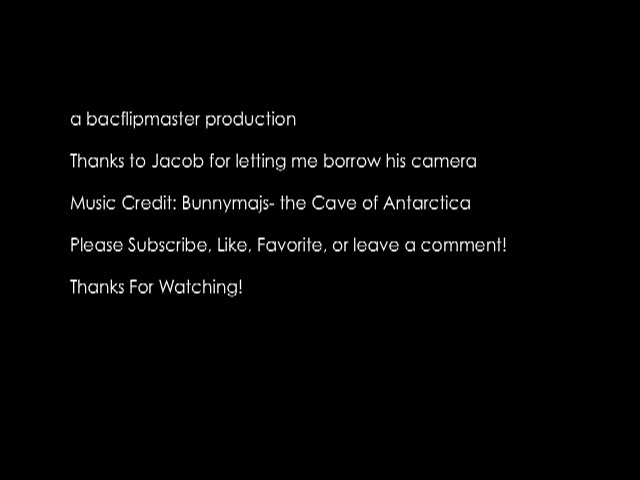 a bacflipmaster production
Thanks to Jacob for letting me borrow his camera
Music Credit: Bunnymajs- the Cave of Antarctica
Please Subscribe, Like, Favorite, or leave a comment!
Thanks For Watching!